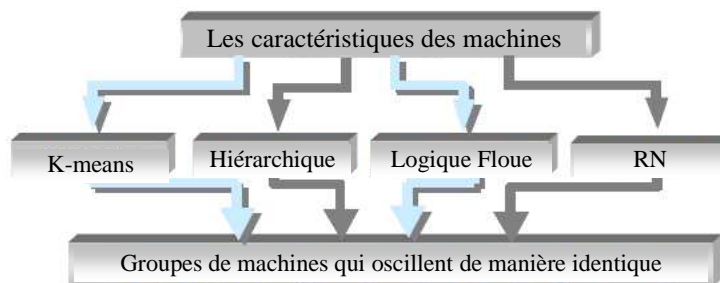 Les caractéristiques des machines
K-means
Hiérarchique
Logique Floue
RN
Groupes de machines qui oscillent de manière identique